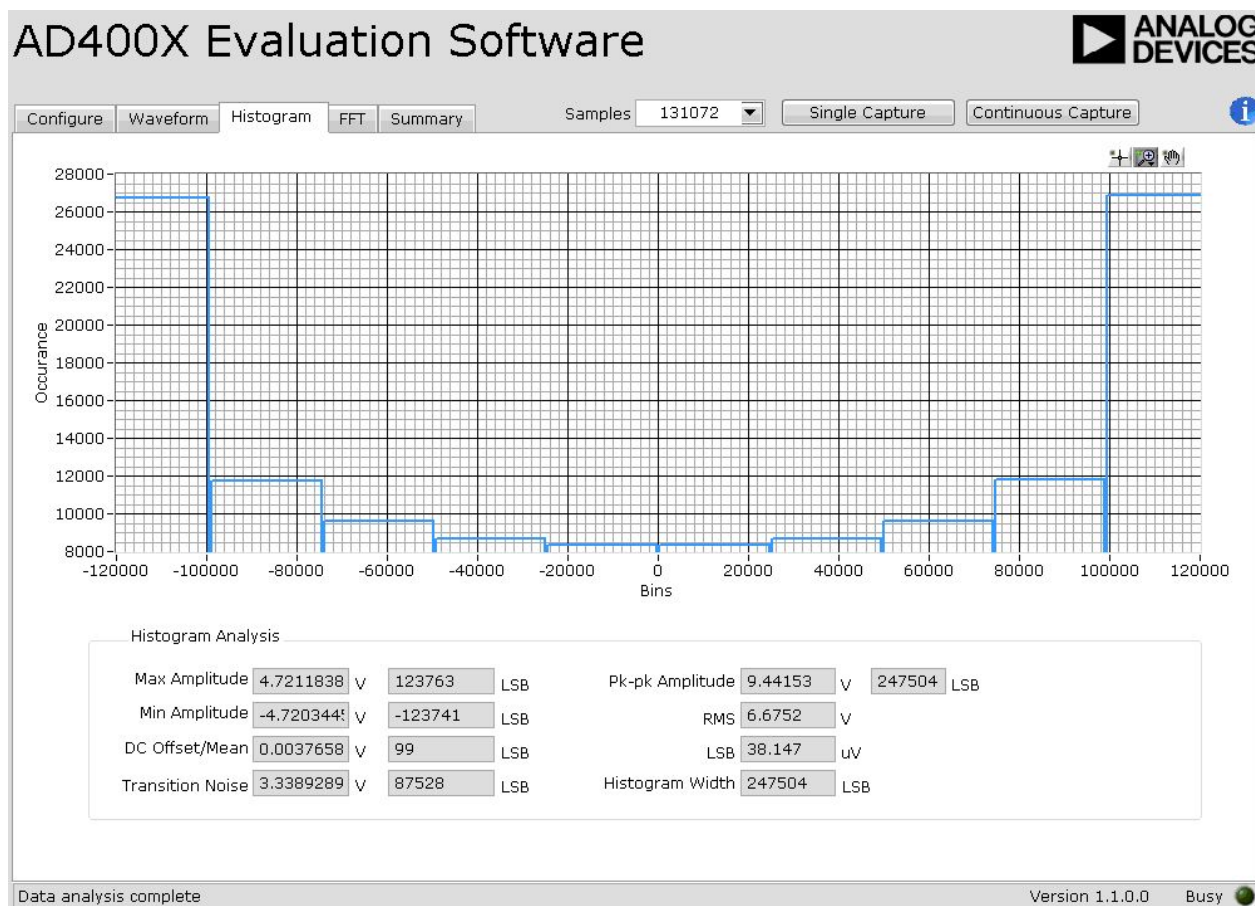 AD400X Evaluation Software
ANALOG
DEVICES
Configure Waveform Histogram FFT Summary Samples 131072 Single Capture Continuous Capture i
28000
26000
24000
22000
20000
18000
16000
14000
12000
10000
8000
Occurance
-120000 -100000 -80000 -60000 -40000 -20000 0 20000 40000 60000 80000 100000 120000
Bins
Histogram Analysis
Max Amplitude 4.7211838 V 123763 LSB Pk-pk Amplitude 9.44153 V 247504 LSB
Min Amplitude -4.720344 V -123741 LSB RMS 6.6752 V
DC Offset/Mean 0.0037658 V 99 LSB LSB 38.147 uV
Transition Noise 3.3389289 V 87528 LSB Histogram Width 247504 LSB
Data analysis complete Version 1.1.0.0 Busy